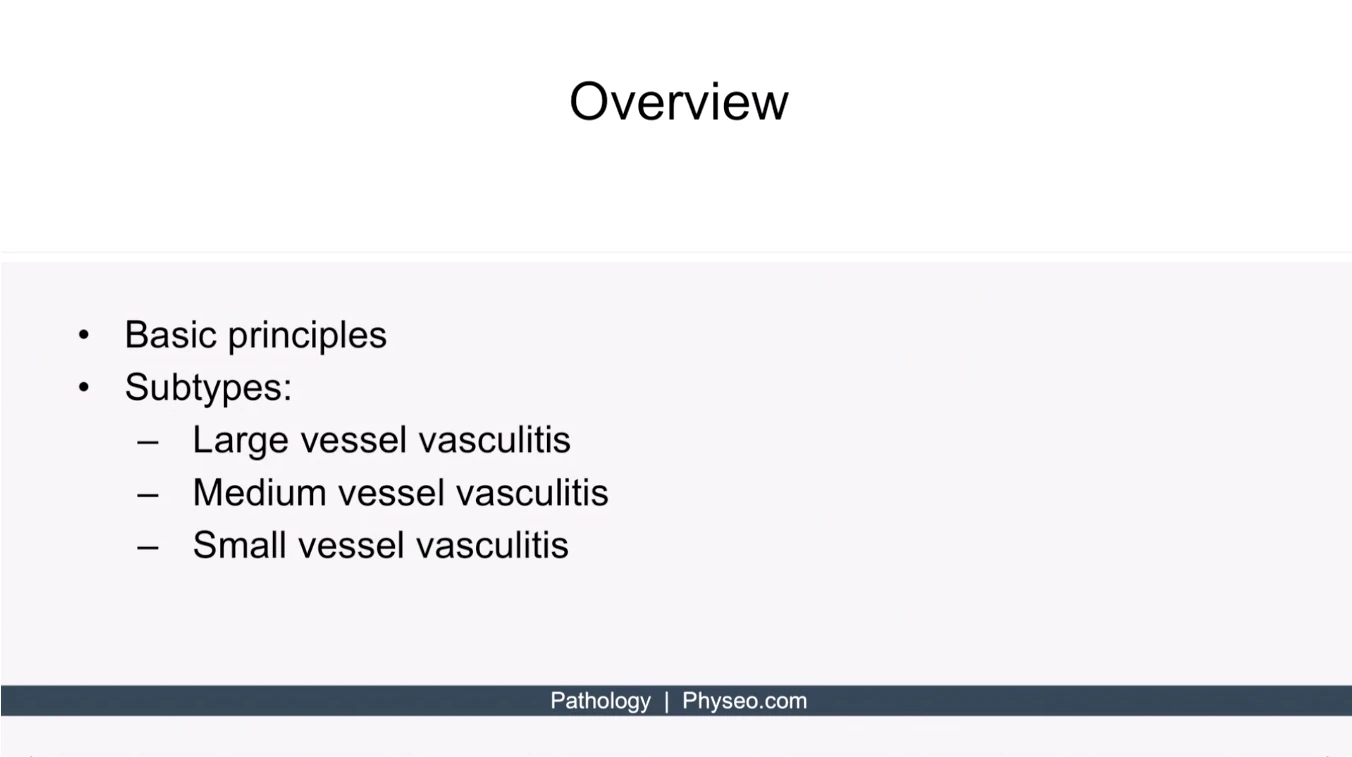 Overview
• Basic principles
• Subtypes:
– Large vessel vasculitis
– Medium vessel vasculitis
– Small vessel vasculitis
Pathology | Physeo.com